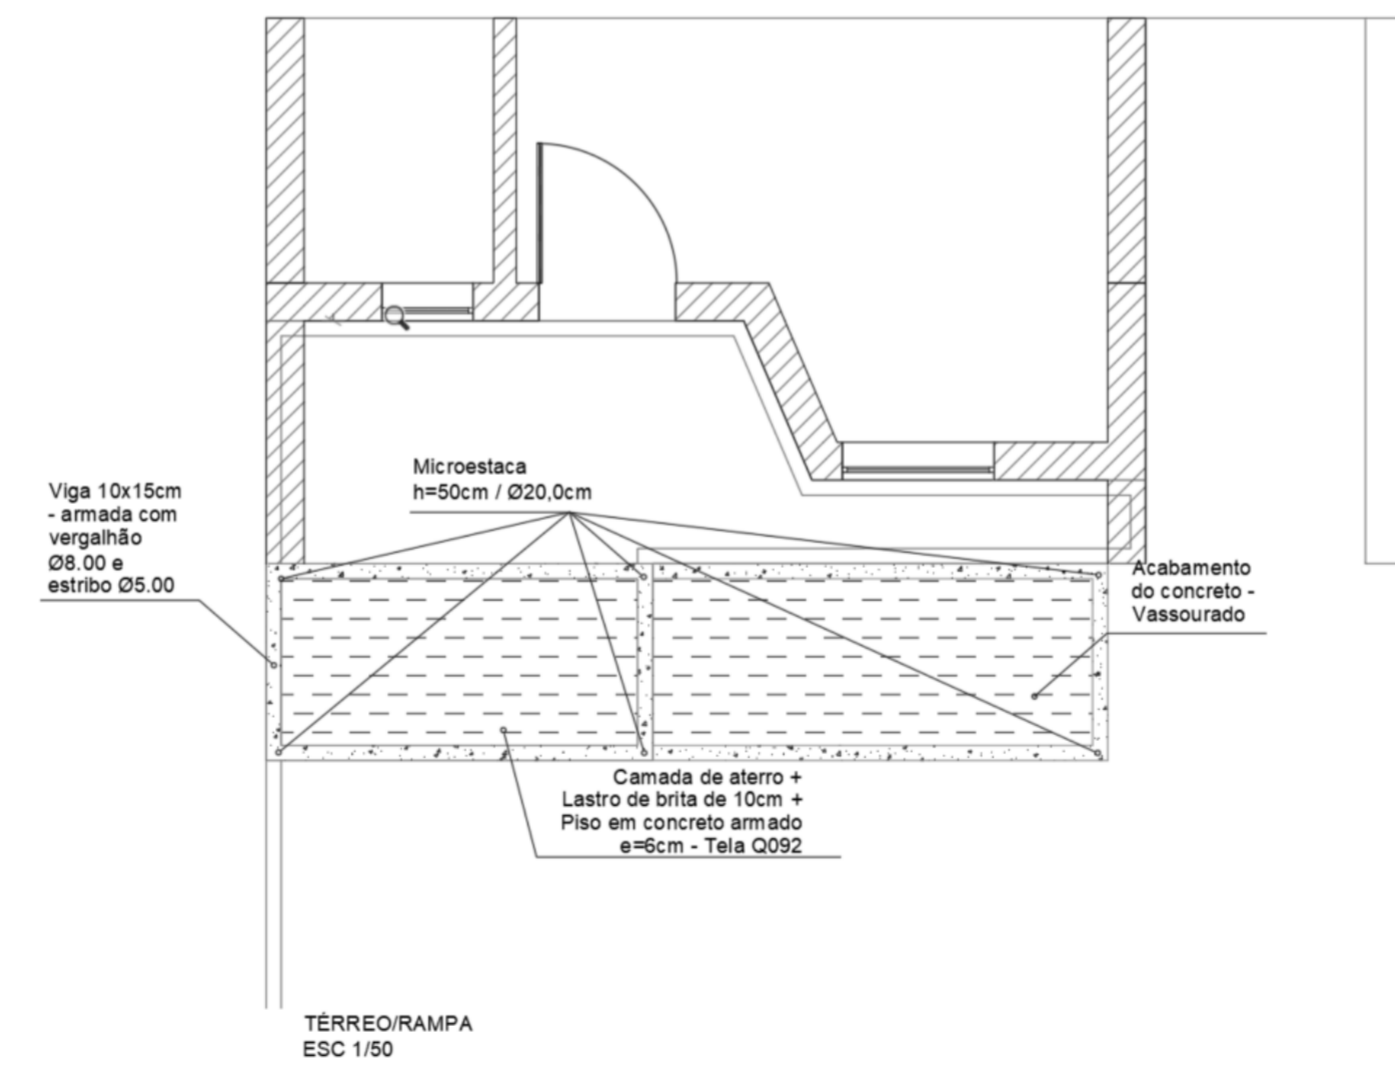 Microestaca
h=50cm / Ø20,0cm
Viga 10x15cm
- armada com
vergalhão
Ø8.00 e
estribo Ø5.00
Acabamento
do concreto -
Vassourado
Camada de aterro +
Lastro de brita de 10cm +
Piso em concreto armado
e=6cm - Tela Q092
TÉRREO/RAMPA
ESC 1/50